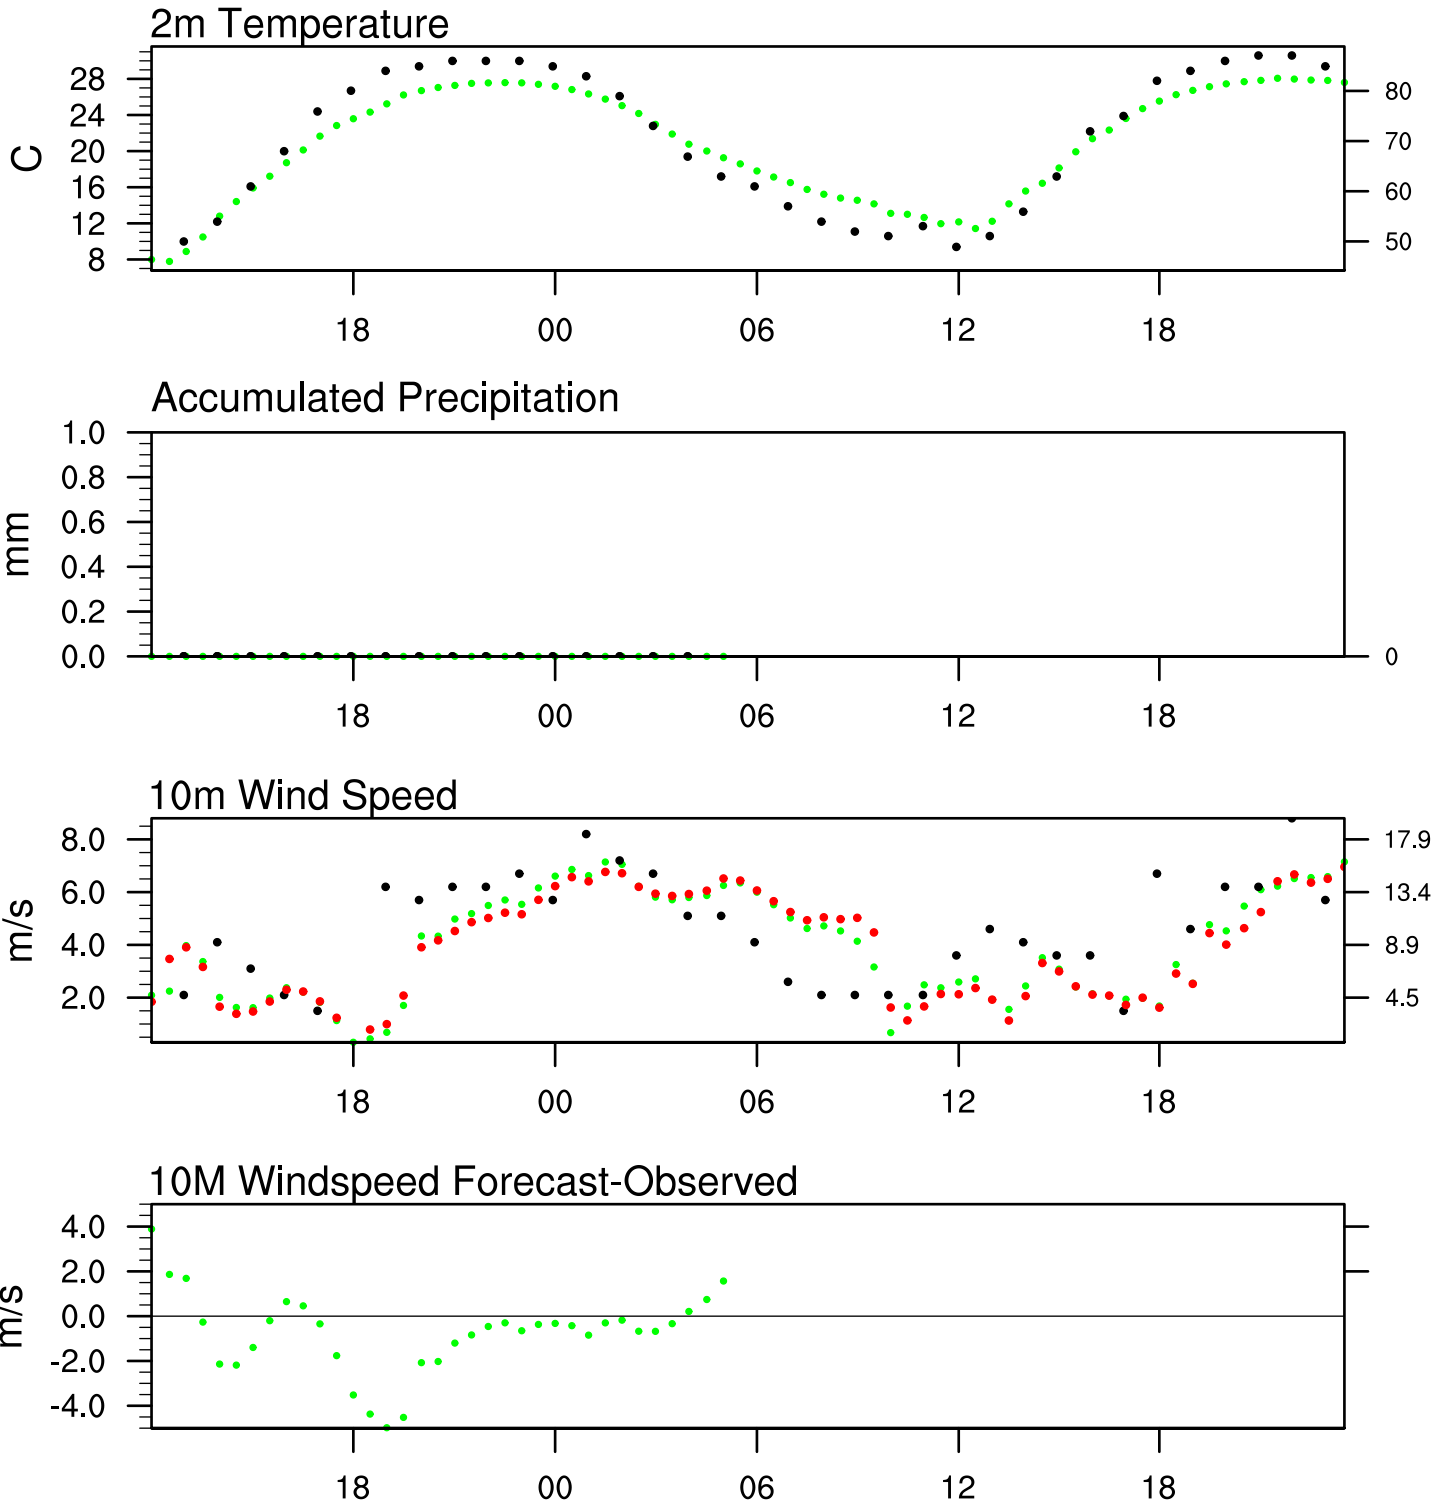 2m Temperature
C
28
24
20
16
12
8
80
70
60
50
18 00 06 12 18
Accumulated Precipitation
mm
1.0
0.8
0.6
0.4
0.2
0.0
0
18 00 06 12 18
10m Wind Speed
m/s
8.0
6.0
4.0
2.0
17.9
13.4
8.9
4.5
18 00 06 12 18
10M Windspeed Forecast-Observed
m/s
4.0
2.0
0.0
-2.0
-4.0
18 00 06 12 18